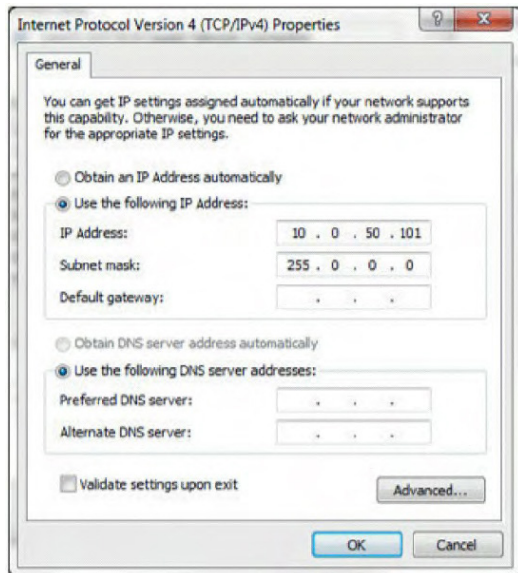 Internet Protocol Version 4 (TCP/IPv4) Properties
General
You can get IP settings assigned automatically if your network supports
this capability. Otherwise, you need to ask your network administrator
for the appropriate IP settings.
Obtain an IP Address automatically
Use the following IP Address:
IP Address: 10 . 0 . 50 . 101
Subnet mask: 255 . 0 . 0 . 0
Default gateway: . . .
Obtain DNS server address automatically
Use the following DNS server addresses:
Preferred DNS server: . . .
Alternate DNS server: . . .
Validate settings upon exit
Advanced...
OK Cancel